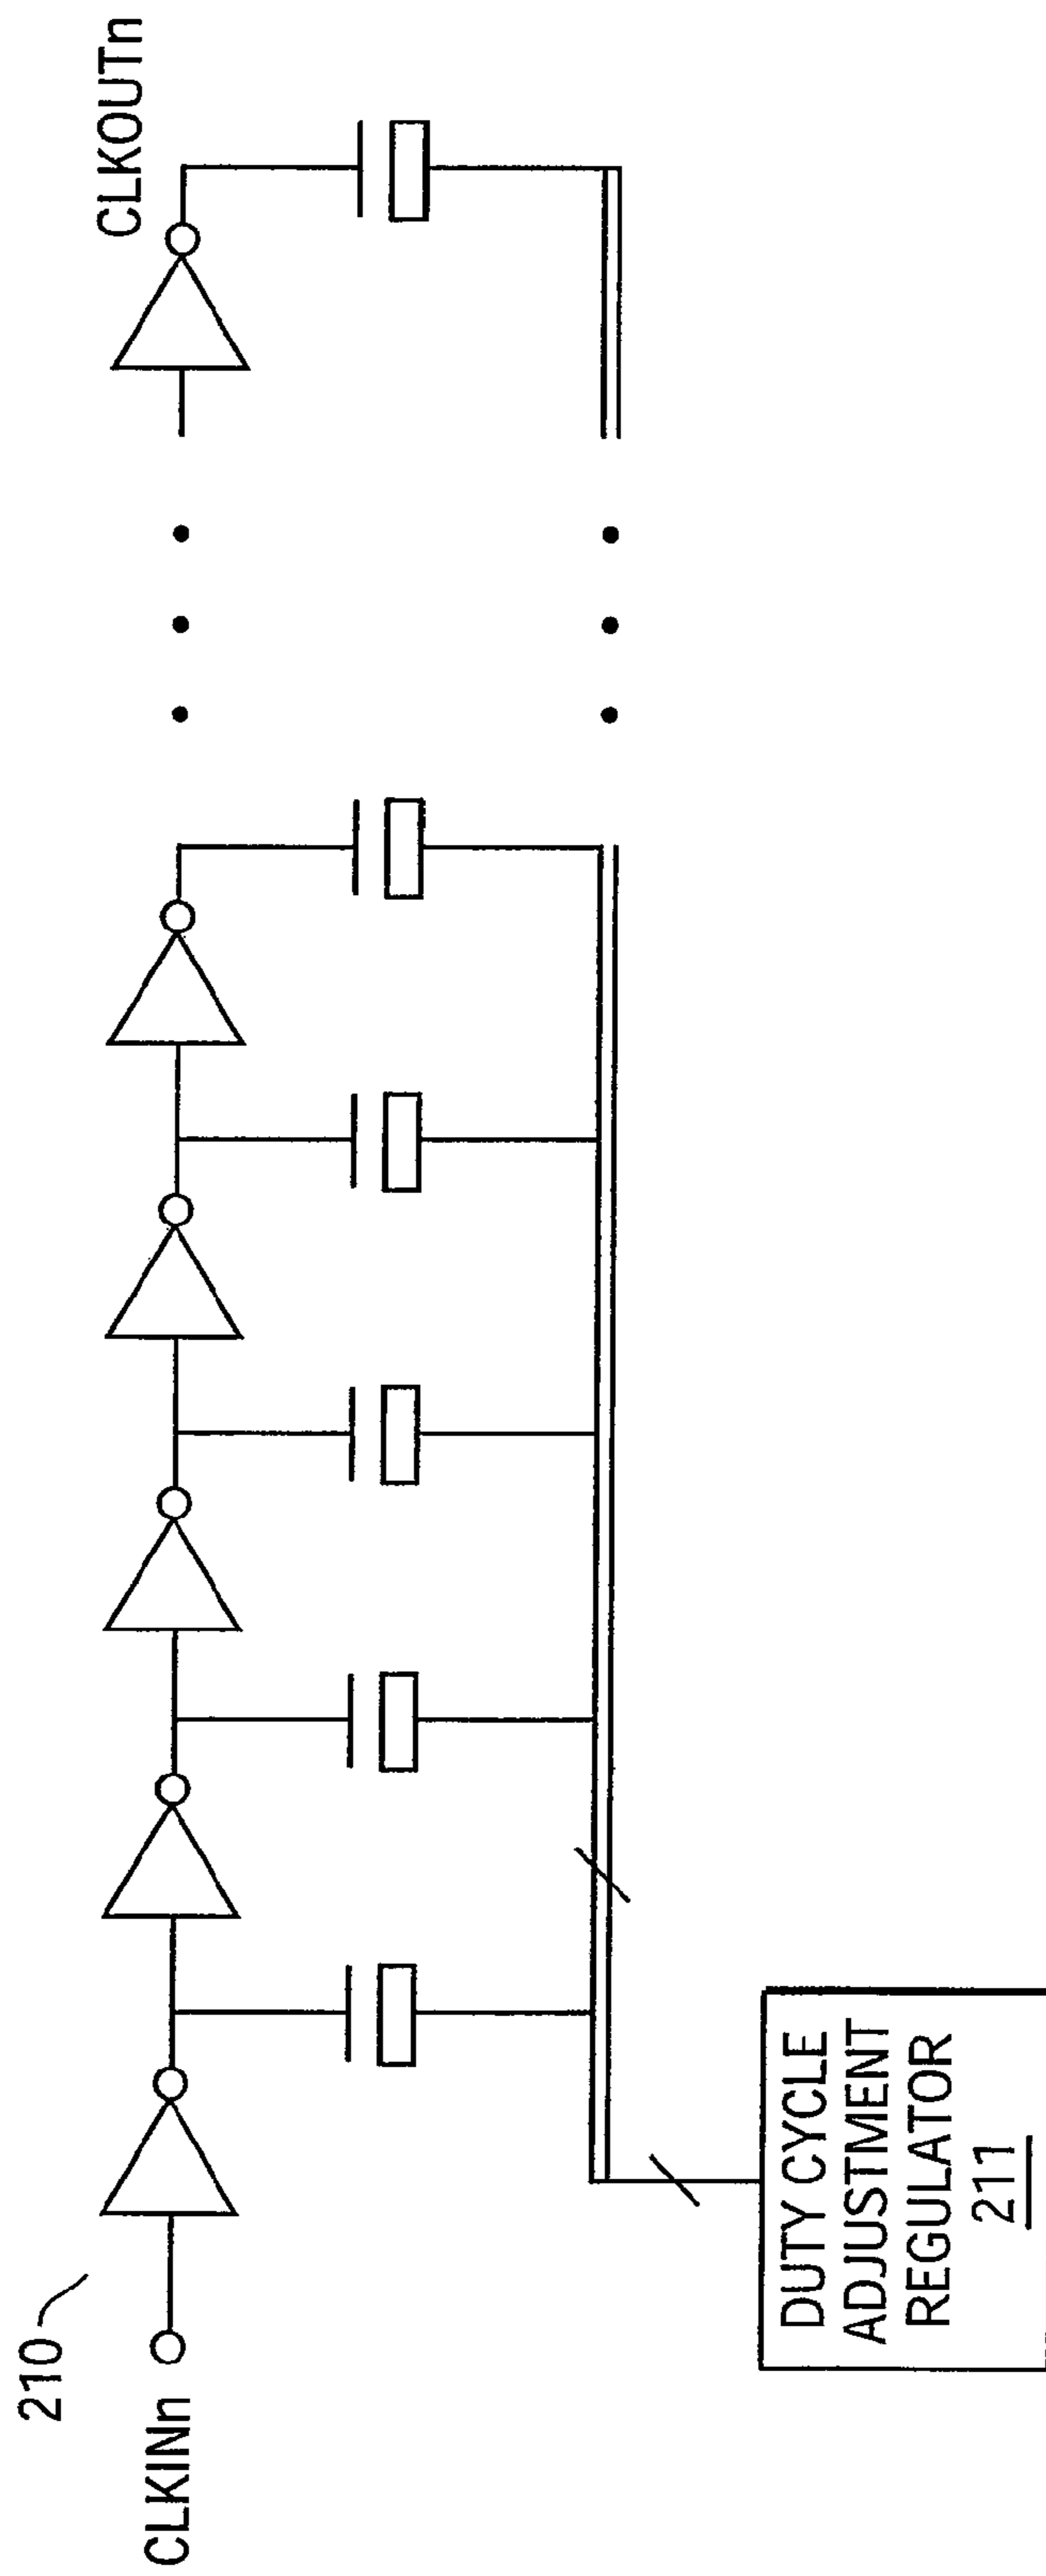 210
CLKINn
CLKOUTn
DUTY CYCLE
ADJUSTMENT
REGULATOR
211